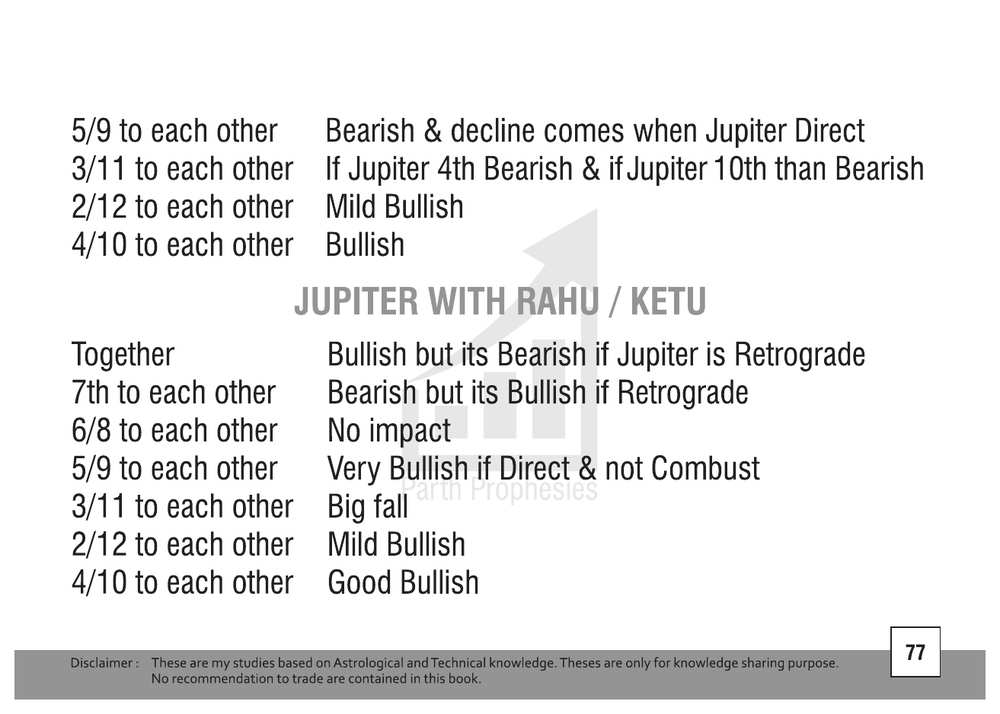 5/9 to each other Bearish & decline comes when Jupiter Direct
3/11 to each other If Jupiter 4th Bearish & if Jupiter 10th than Bearish
2/12 to each other Mild Bullish
4/10 to each other Bullish
JUPITER WITH RAHU / KETU
Together Bullish but its Bearish if Jupiter is Retrograde
7th to each other Bearish but its Bullish if Retrograde
6/8 to each other No impact
5/9 to each other Very Bullish if Direct & not Combust
Parth Prophesies
3/11 to each other Big fall
2/12 to each other Mild Bullish
4/10 to each other Good Bullish
Disclaimer : These are my studies based on Astrological and Technical knowledge. Theses are only for knowledge sharing purpose.
No recommendation to trade are contained in this book.
77